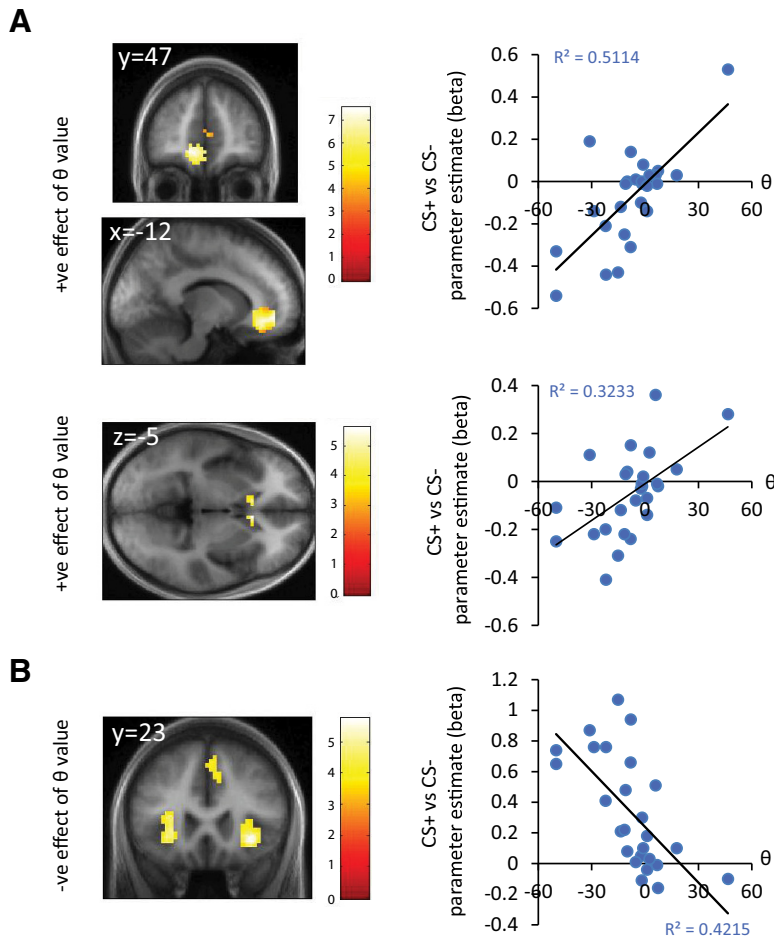 A
y=47
+ve effect of θ value
7
6
5
4
3
2
1
0
x=-12
R² = 0.5114
CS+ vs CS-
parameter estimate (beta)
0.6
0.4
0.2
0
-0.2
-0.4
-0.6
-60
-30
0
30
60
θ
z=-5
+ve effect of θ value
5
4
3
2
1
0
R² = 0.3233
CS+ vs CS-
parameter estimate (beta)
0.4
0.2
0
-0.2
-0.4
-0.6
-60
-30
0
30
60
θ
B
y=23
-ve effect of θ value
5
4
3
2
1
0
CS+ vs CS-
parameter estimate (beta)
1.2
1
0.8
0.6
0.4
0.2
0
-0.2
-0.4
-60
-30
0
30
60
θ
R² = 0.4215